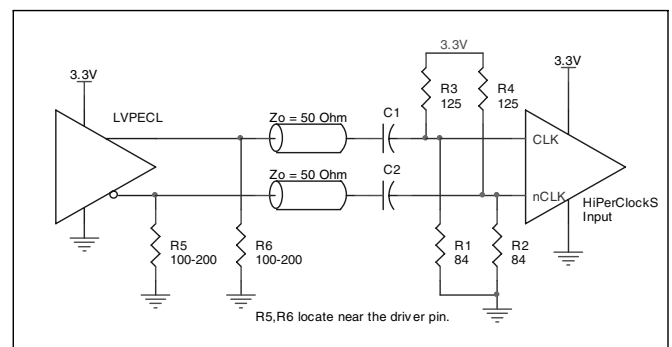 3.3V
3.3V
3.3V
R3
125
R4
125
LVPECL
Zo = 50 Ohm
C1
CLK
Zo = 50 Ohm
C2
nCLK
HiPerClockS
Input
R5
100-200
R6
100-200
R1
84
R2
84
R5,R6 locate near the driver pin.